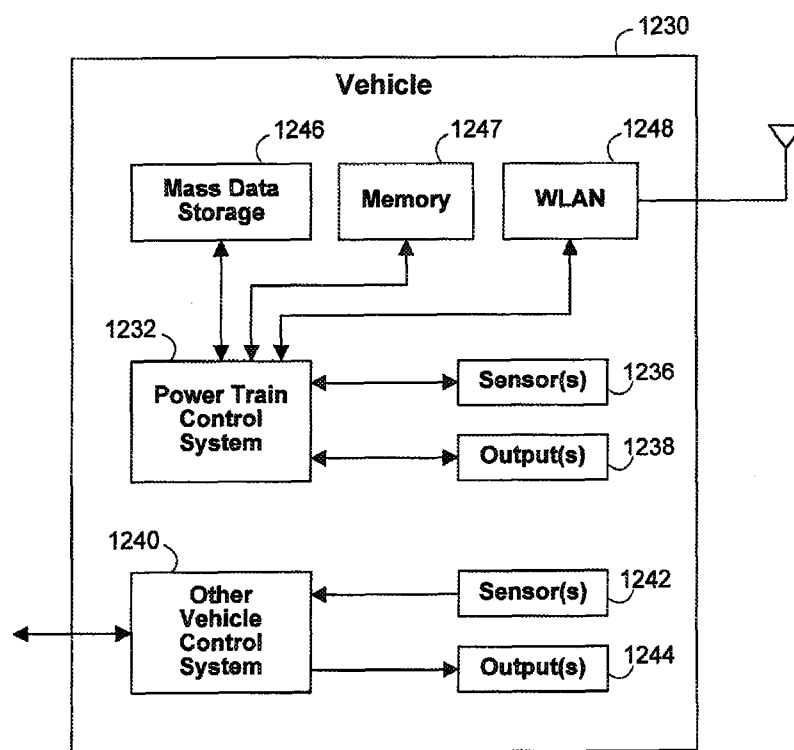 1230
Vehicle
1246
1247
1248
Mass Data
Storage
Memory
WLAN
1232
Power Train
Control
System
Sensor(s)
1236
Output(s)
1238
1240
Other
Vehicle
Control
System
Sensor(s)
1242
Output(s)
1244